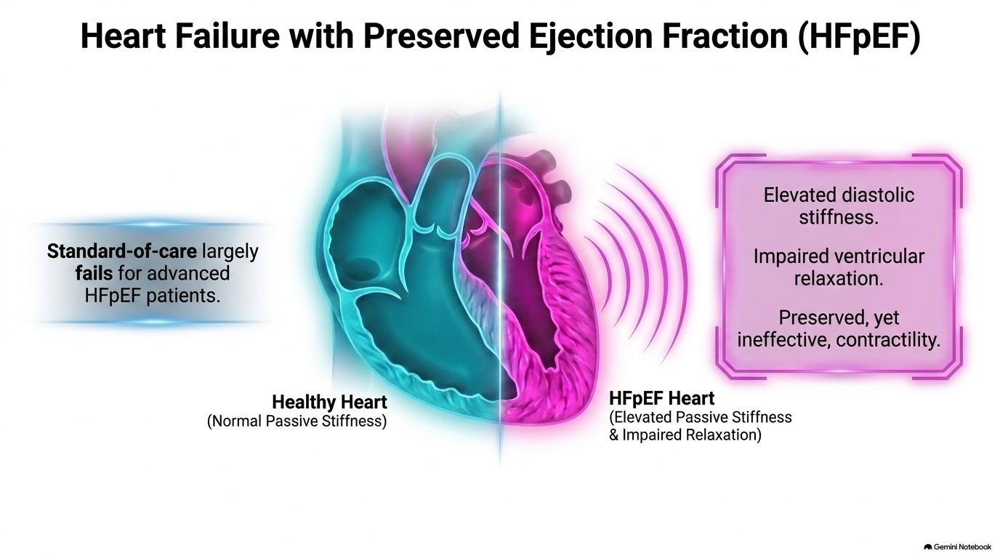 Heart Failure with Preserved Ejection Fraction (HFpEF)
Standard-of-care largely
fails for advanced
HFpEF patients.
Healthy Heart
(Normal Passive Stiffness)
HFpEF Heart
(Elevated Passive Stiffness
& Impaired Relaxation)
Elevated diastolic
stiffness.
Impaired ventricular
relaxation.
Preserved, yet
ineffective, contractility.
Gemini Notebook